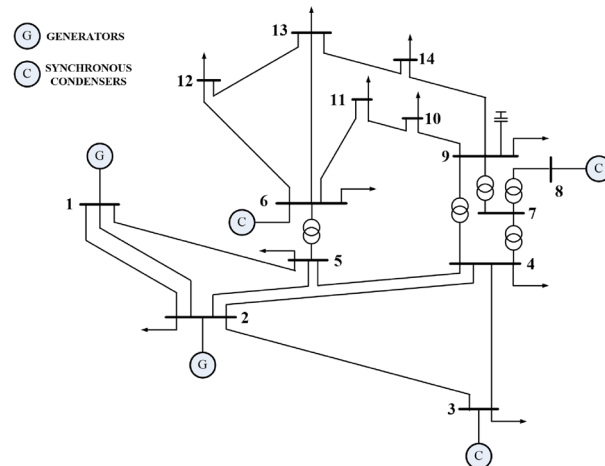 G GENERATORS
C SYNCHRONOUS
CONDENSERS
13
14
12
11
10
G
9
C
8
6
1
C
7
5
4
2
G
3
C